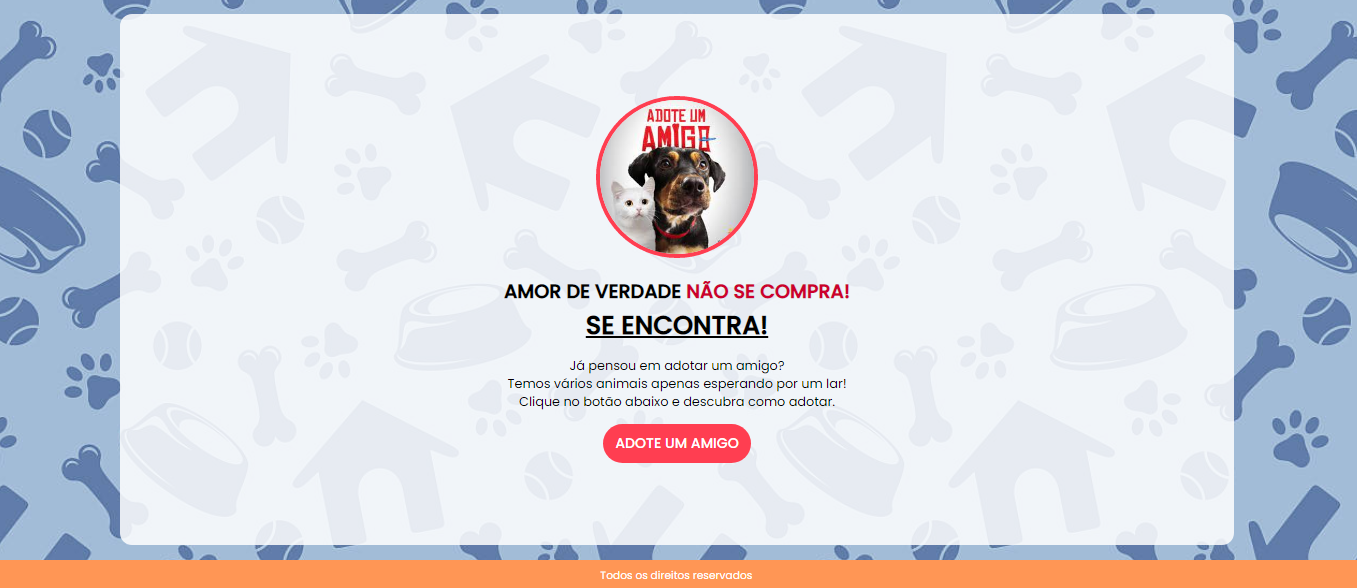 ADOTE UM
AMIGO
AMOR DE VERDADE NÃO SE COMPRA!
SE ENCONTRA!
Já pensou em adotar um amigo?
Temos vários animais apenas esperando por um lar!
Clique no botão abaixo e descubra como adotar.
ADOTE UM AMIGO
Todos os direitos reservados